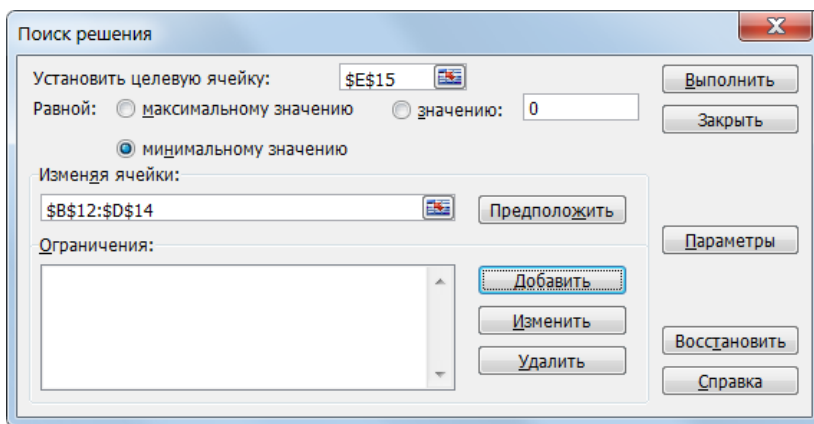 Поиск решения
Установить целевую ячейку: $E$15 Выполнить
Равной: максимальному значению значению: 0 Закрыть
минимальному значению
Изменяя ячейки:
$B$12:$D$14 Предположить
Ограничения: Параметры
Добавить
Изменить
Восстановить
Удалить
Справка